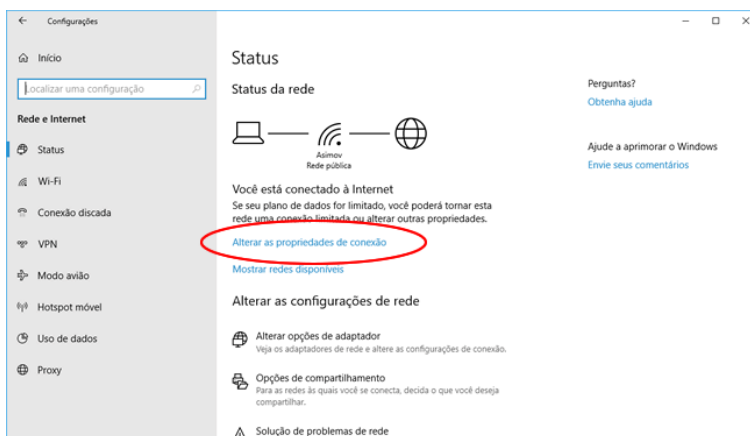 Configurações
Início
Localizar uma configuração
Rede e Internet
Status
Wi-Fi
Conexão discada
VPN
Modo avião
Hotspot móvel
Uso de dados
Proxy
Status
Status da rede
Asimov
Rede pública
Você está conectado à Internet
Se seu plano de dados for limitado, você poderá tornar esta
rede uma conexão limitada ou alterar outras propriedades.
Alterar as propriedades de conexão
Mostrar redes disponíveis
Alterar as configurações de rede
Alterar opções de adaptador
Veja os adaptadores de rede e altere as configurações de conexão.
Opções de compartilhamento
Para as redes às quais você se conecta, decida o que você deseja
compartilhar.
Solução de problemas de rede
Perguntas?
Obtenha ajuda
Ajude a aprimorar o Windows
Envie seus comentários